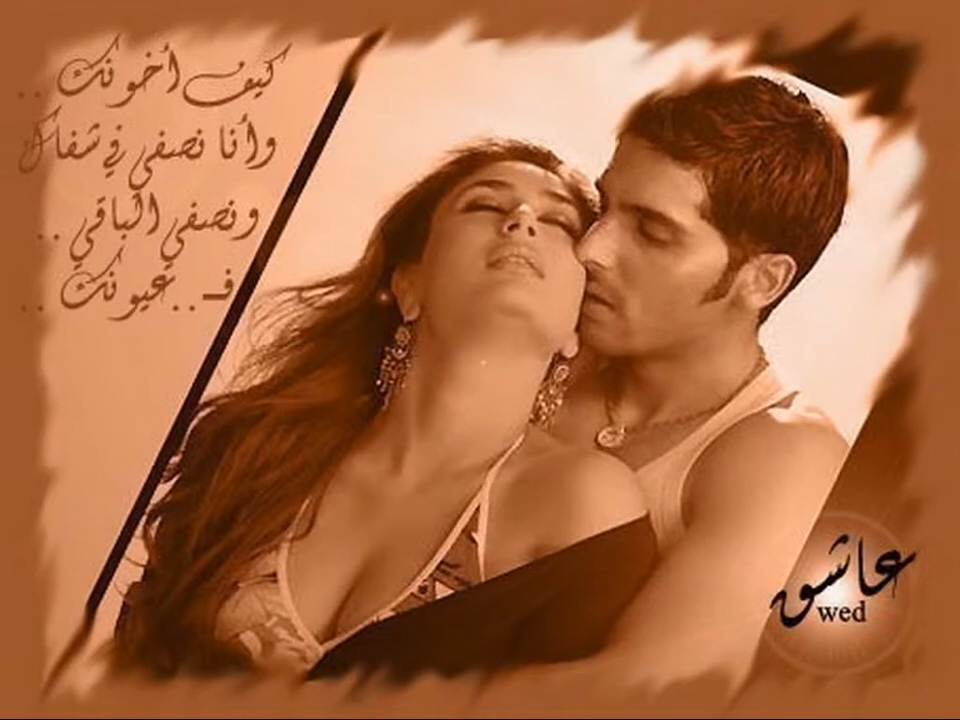 كيف أخونك ..
وأنا نصفي في شفاك
ونصفي الباقي ..
فـ .. عيونك ..
عاشق
wed